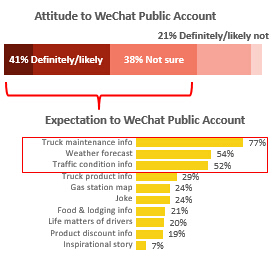 Attitude to WeChat Public Account
21% Definitely/likely not
41% Definitely/likely
38% Not sure
Expectation to WeChat Public Account
Truck maintenance info 77%
Weather forecast 54%
Traffic condition info 52%
Truck product info 29%
Gas station map 24%
Joke 24%
Food & lodging info 21%
Life matters of drivers 20%
Product discount info 19%
Inspirational story 7%